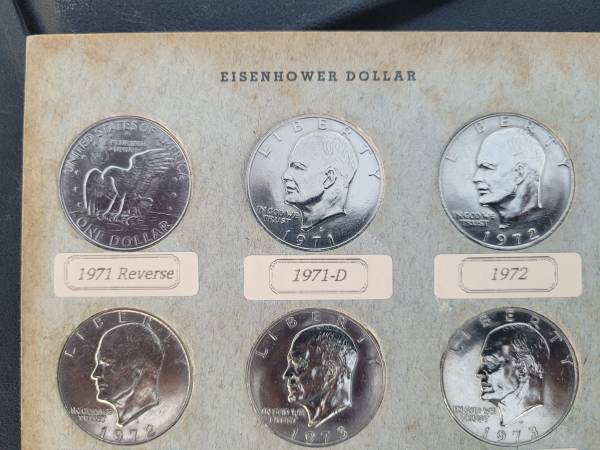 EISENHOWER DOLLAR
UNITED STATES OF AMERICA
E PLURIBUS
UNUM
ONE DOLLAR
LIBERTY
IN GOD WE
TRUST
1971
LIBERTY
IN GOD WE
TRUST
1972
1971 Reverse
1971-D
1972
LIBERTY
IN GOD WE
TRUST
1972
LIBERTY
IN GOD WE
TRUST
1973
LIBERTY
IN GOD WE
TRUST